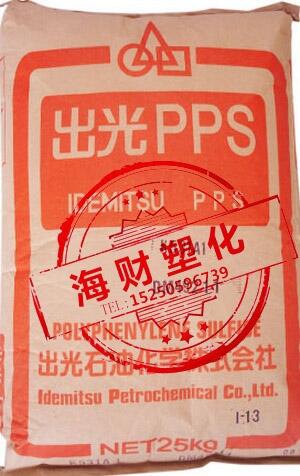 出光PPS
IDEMITSU PPS
海财塑化
TEL:15250596739
POLYPHENYLENE SULFIDE
出光石油化学株式会社
Idemitsu Petrochemical Co.,Ltd.
1-13
NET25Kg